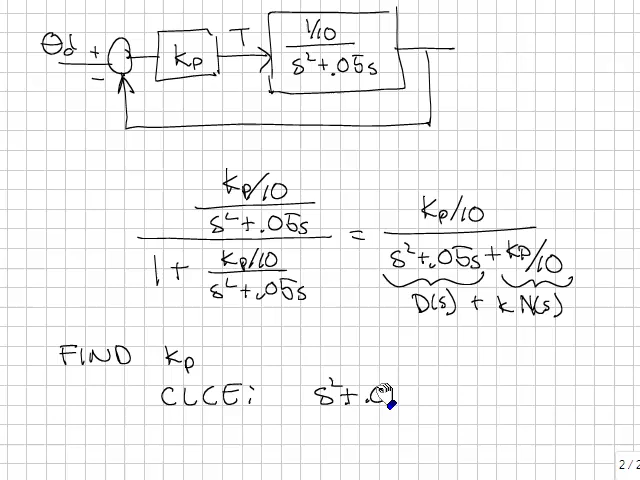 θd + − kp T 1/10 / s²+.05s
kp/10 / s²+.05s / 1 + kp/10 / s²+.05s = kp/10 / s²+.05s + kp/10
D(s) + k N(s)
FIND kp
CLCE: s²+.0
2/2